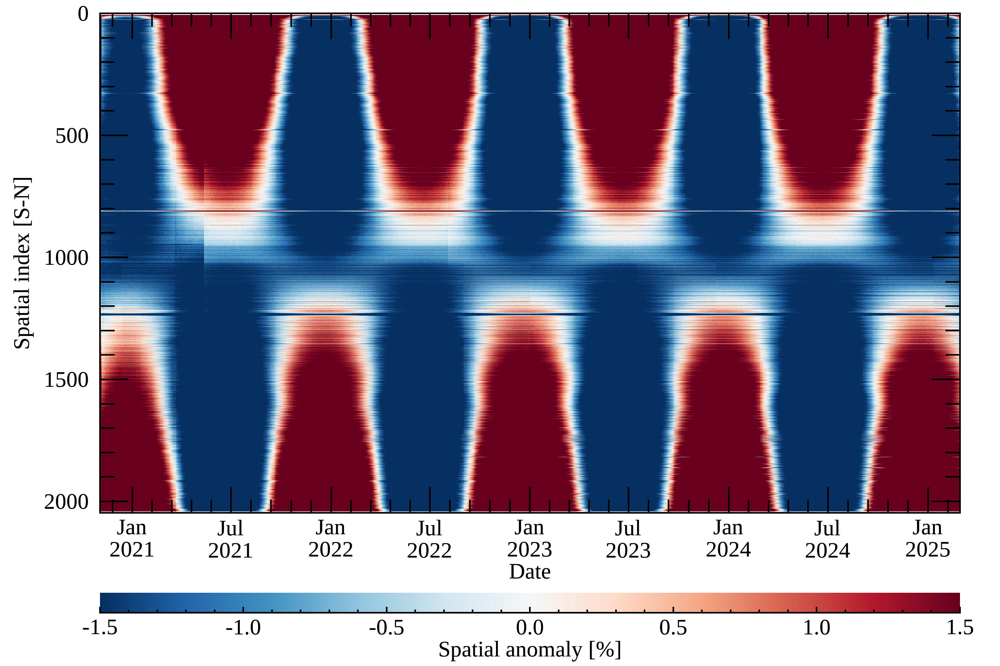 0
500
1000
1500
2000
Spatial index [S-N]
Jan Jul Jan Jul Jan Jul Jan Jul Jan
2021 2021 2022 2022 2023 2023 2024 2024 2025
Date
-1.5 -1.0 -0.5 0.0 0.5 1.0 1.5
Spatial anomaly [%]